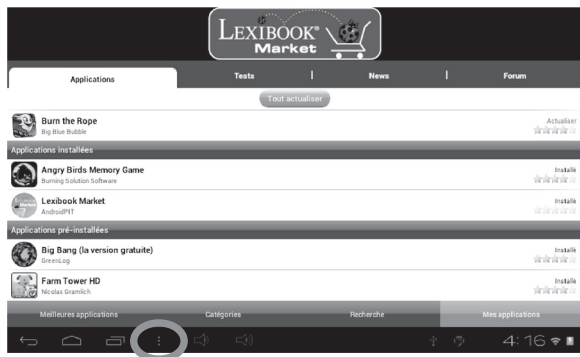 LEXIBOOK®
Market
Applications Tests | News | Forum
Tout actualiser
Burn the Rope Actualiser
Big Blue Bubble
Applications installées
Angry Birds Memory Game Installé
Burning Solution Software
Lexibook Market Installé
AndroidPIT
Applications pré-installées
Big Bang (la version gratuite) Installé
GreenLog
Farm Tower HD Installé
Nicolas Gramlich
Meilleures applications Catégories Recherche Mes applications
4:16